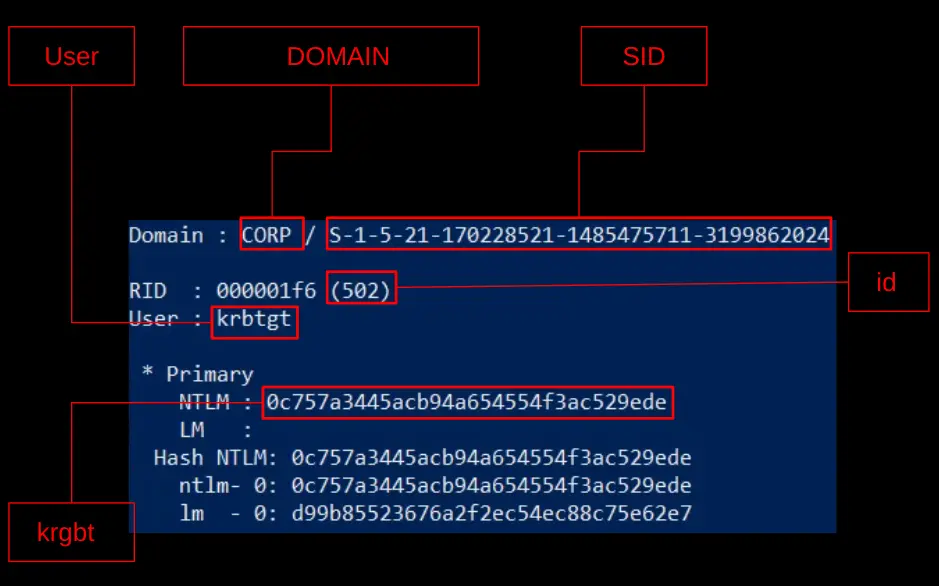 User
DOMAIN
SID
Domain : CORP / S-1-5-21-170228521-1485475711-3199862024
RID : 000001f6 (502)
id
User : krbtgt
* Primary
NTLM : 0c757a3445acb94a654554f3ac529ede
LM :
Hash NTLM: 0c757a3445acb94a654554f3ac529ede
ntlm- 0: 0c757a3445acb94a654554f3ac529ede
lm - 0: d99b85523676a2f2ec54ec88c75e62e7
krgbt